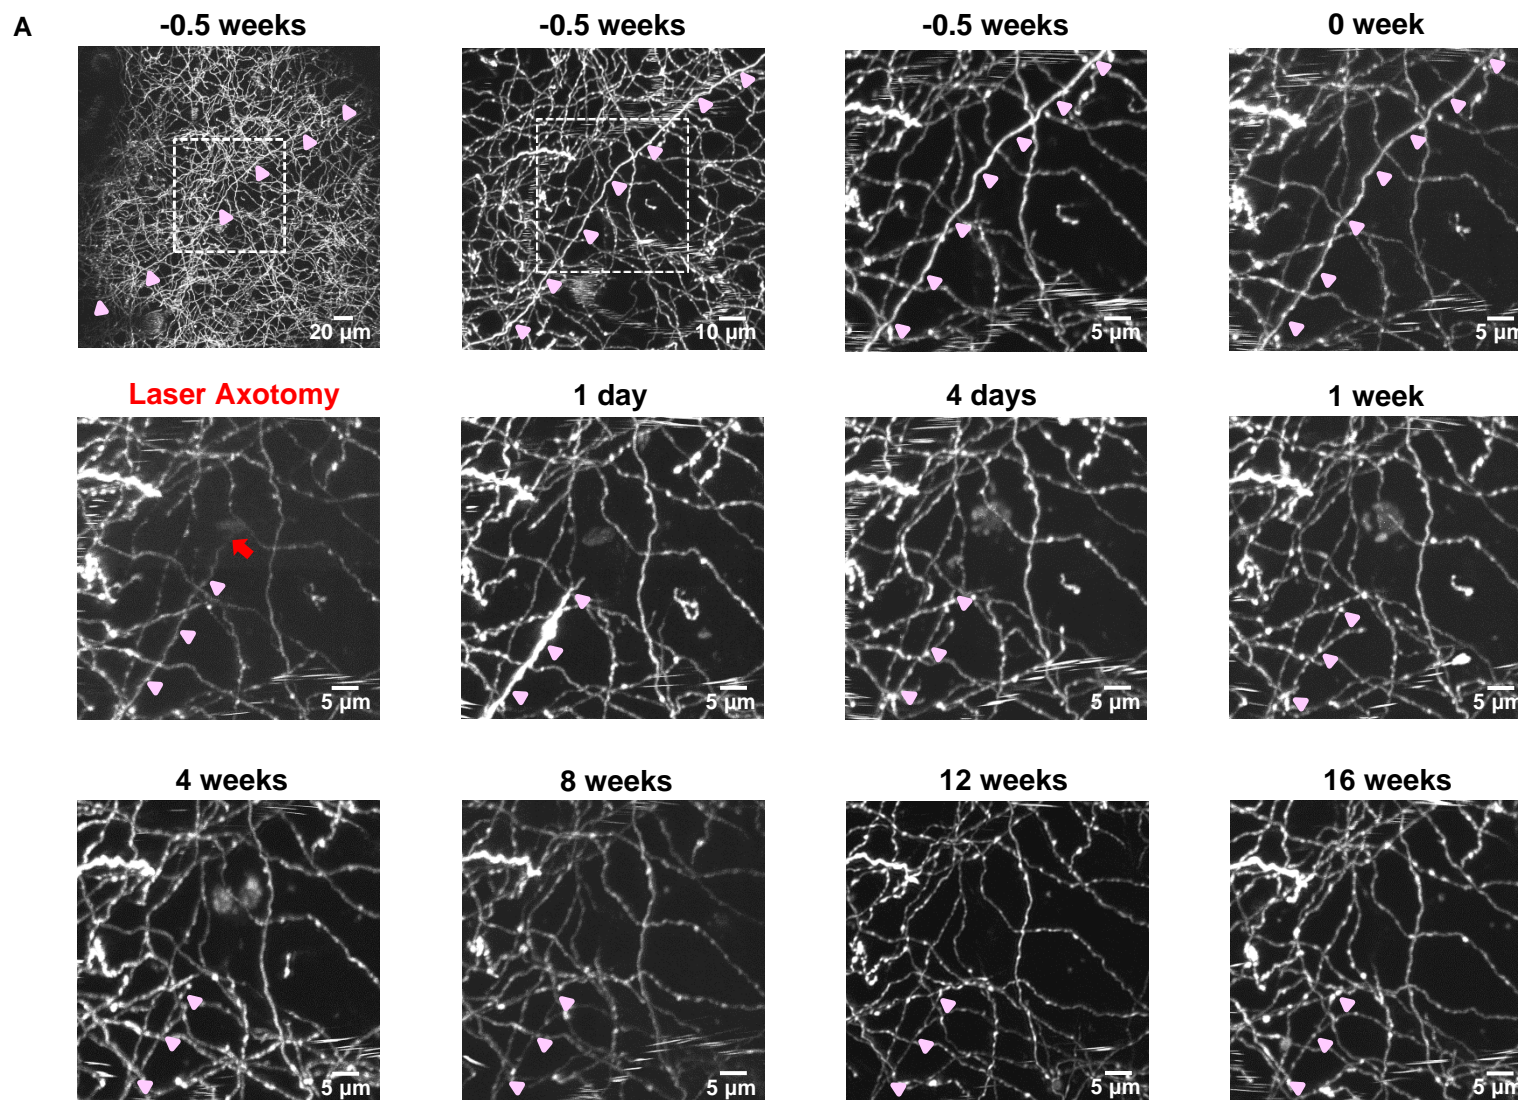 A
-0.5 weeks
-0.5 weeks
-0.5 weeks
0 week
20 µm
10 µm
5 µm
5 µm
Laser Axotomy
1 day
4 days
1 week
5 µm
5 µm
5 µm
5 µm
4 weeks
8 weeks
12 weeks
16 weeks
5 µm
5 µm
5 µm
5 µm